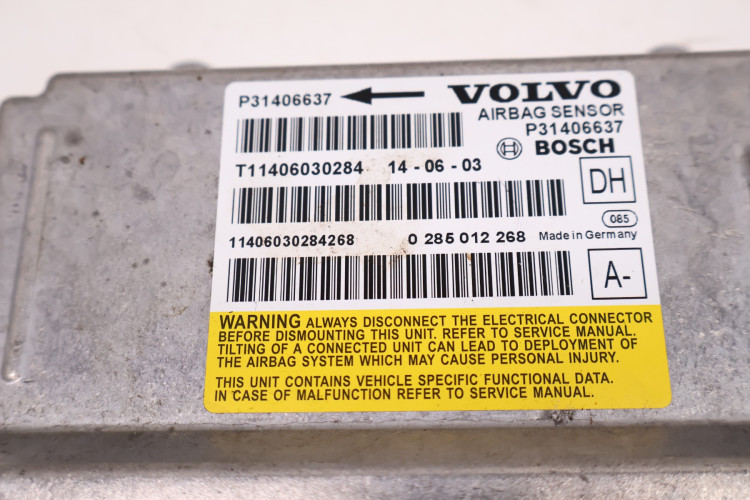 P31406637 VOLVO
AIRBAG SENSOR
P31406637
BOSCH
T11406030284 14-06-03
DH
085
11406030284268 0 285 012 268 Made in Germany
A-
WARNING ALWAYS DISCONNECT THE ELECTRICAL CONNECTOR
BEFORE DISMOUNTING THIS UNIT. REFER TO SERVICE MANUAL.
TILTING OF A CONNECTED UNIT CAN LEAD TO DEPLOYMENT OF
THE AIRBAG SYSTEM WHICH MAY CAUSE PERSONAL INJURY.
THIS UNIT CONTAINS VEHICLE SPECIFIC FUNCTIONAL DATA.
IN CASE OF MALFUNCTION REFER TO SERVICE MANUAL.